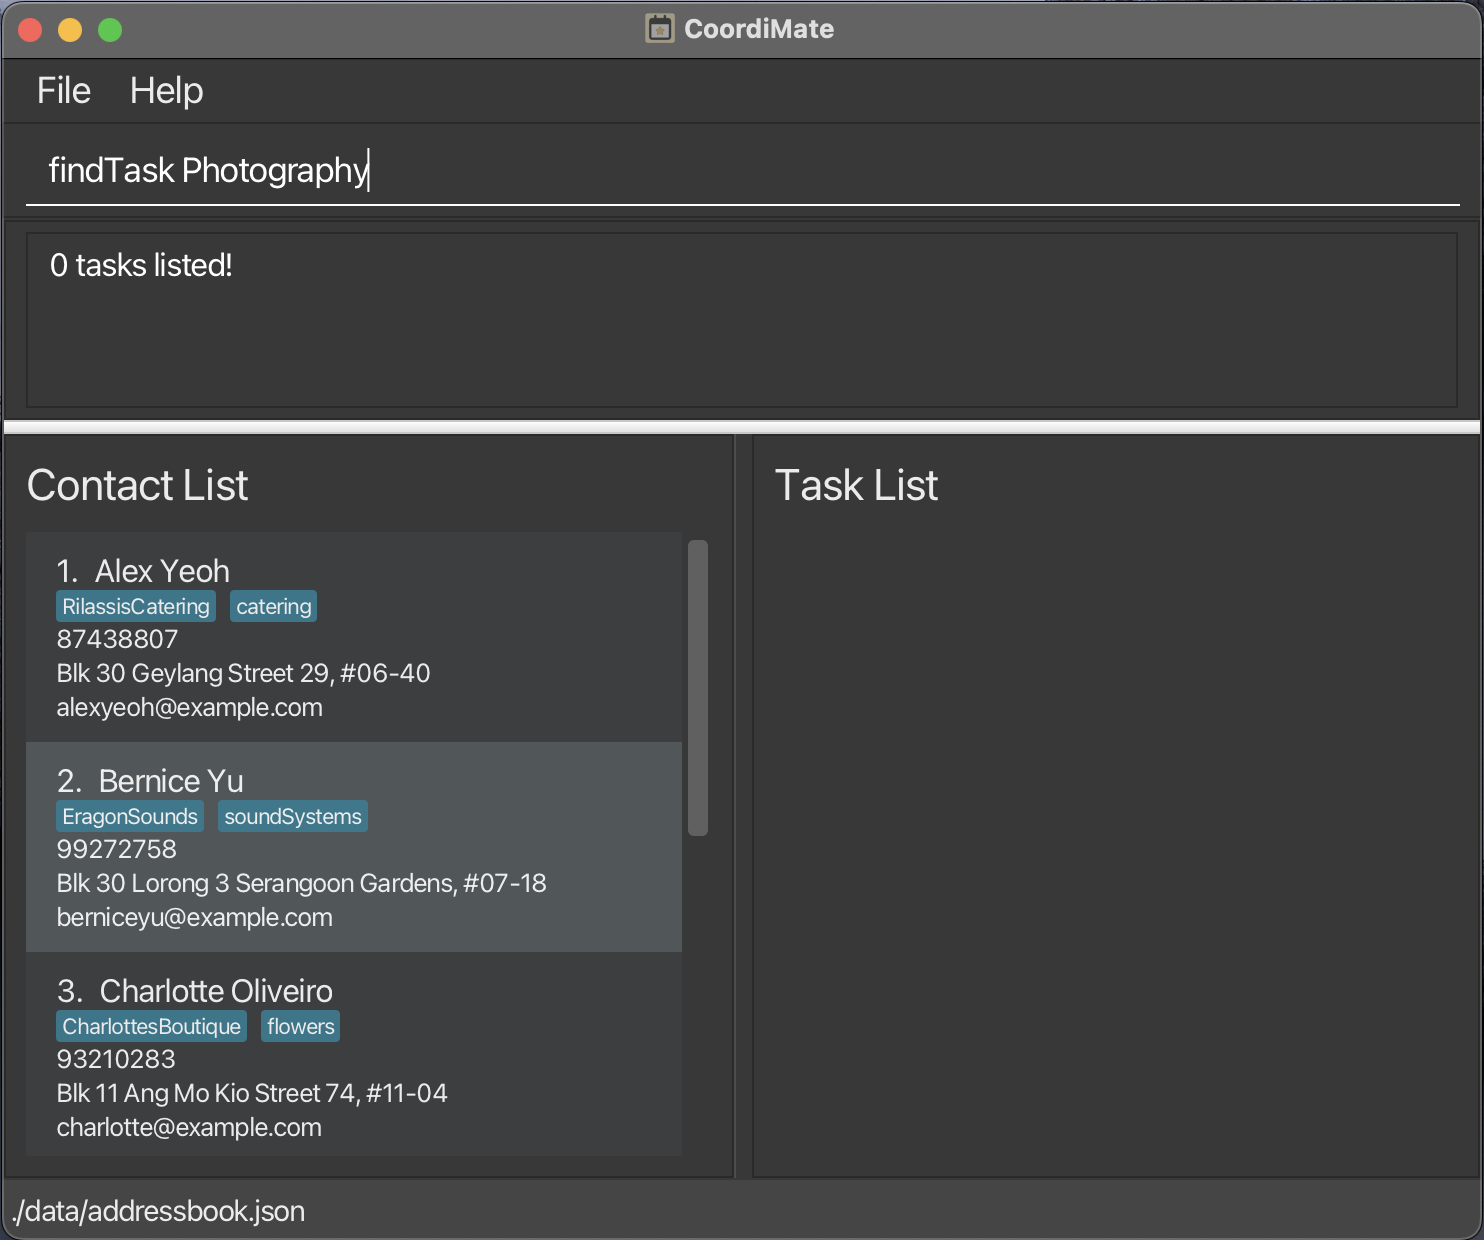 CoordiMate
File Help
findTask Photography
0 tasks listed!
Contact List
1. Alex Yeoh
RilassisCatering catering
87438807
Blk 30 Geylang Street 29, #06-40
alexyeoh@example.com
2. Bernice Yu
EragonSounds soundSystems
99272758
Blk 30 Lorong 3 Serangoon Gardens, #07-18
berniceyu@example.com
3. Charlotte Oliveiro
CharlottesBoutique flowers
93210283
Blk 11 Ang Mo Kio Street 74, #11-04
charlotte@example.com
Task List
./data/addressbook.json